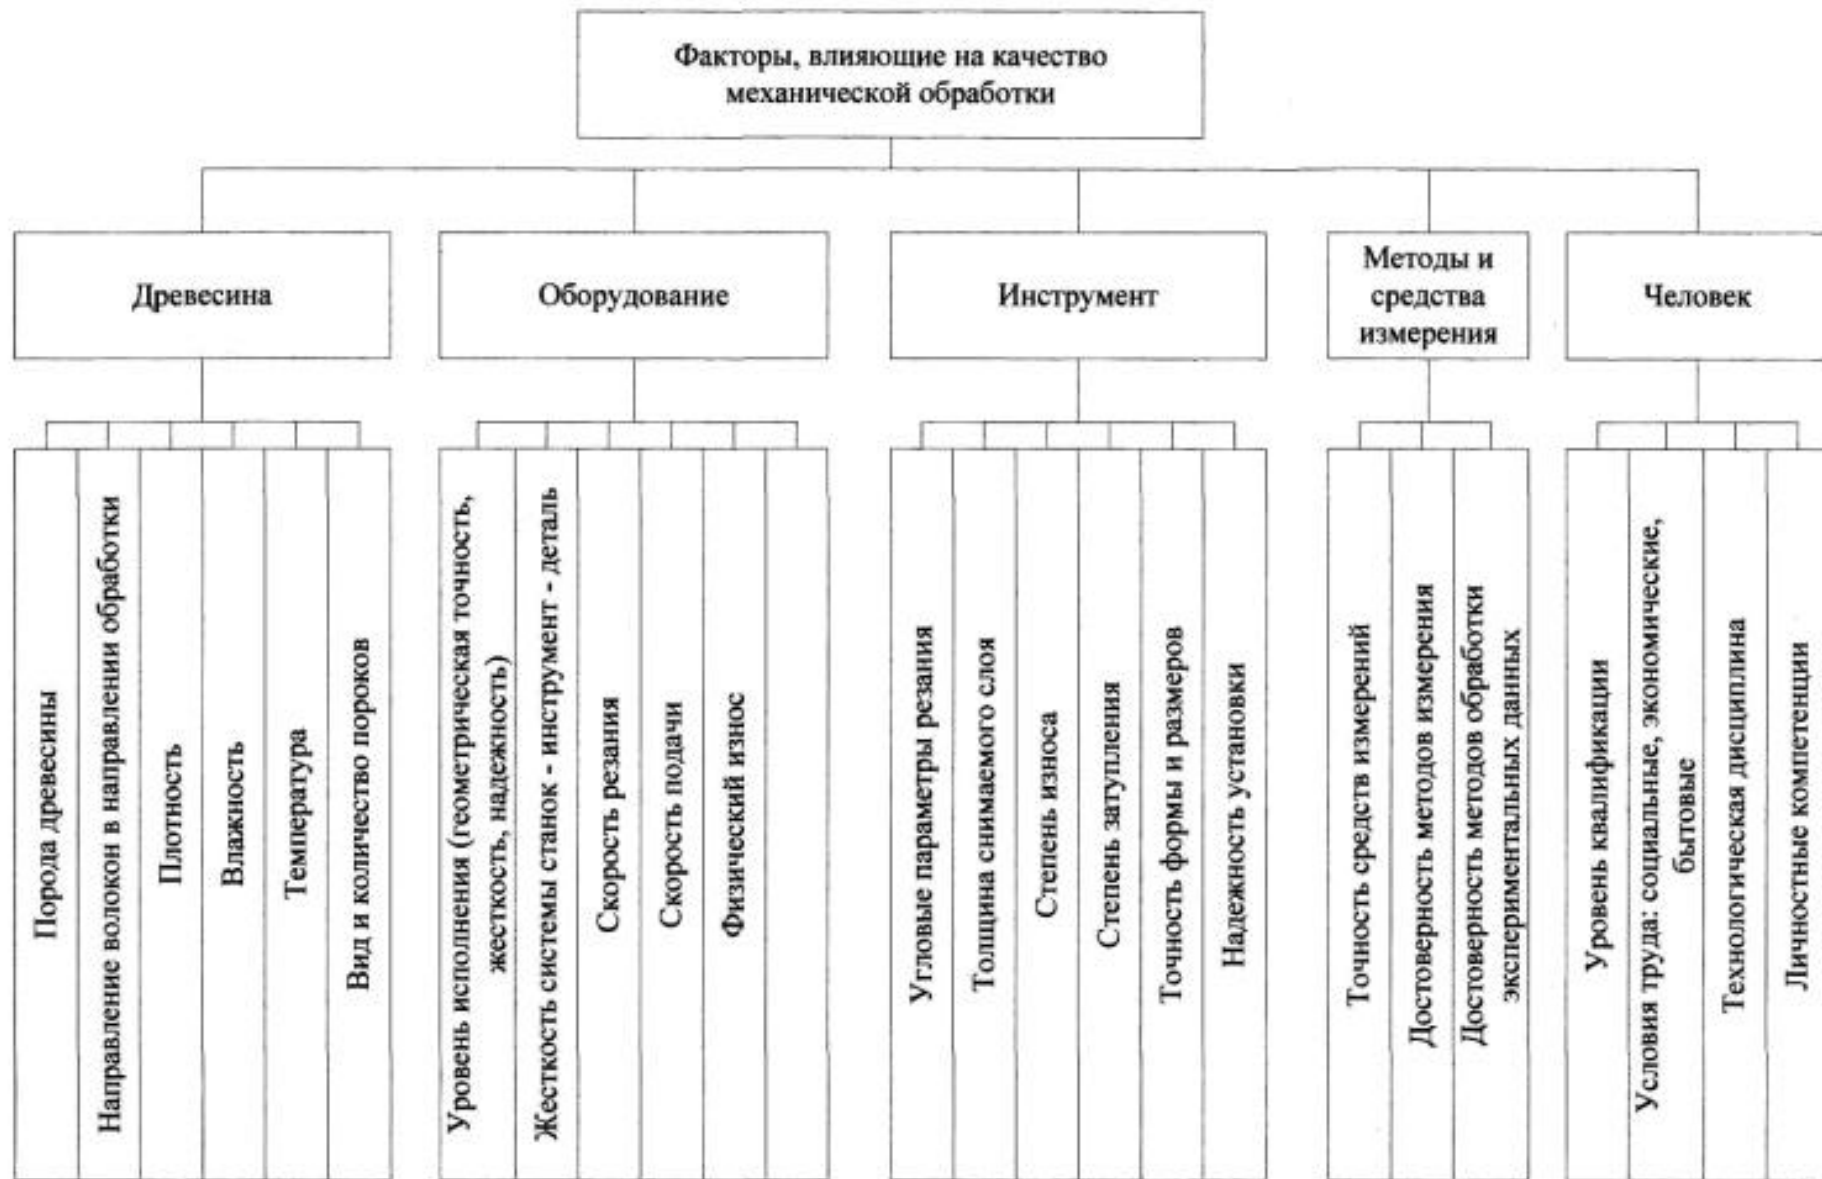 Факторы, влияющие на качество
механической обработки
Древесина
Оборудование
Инструмент
Методы и
средства
измерения
Человек
Порода древесины
Направление волокон в направлении обработки
Плотность
Влажность
Температура
Вид и количество пороков
Уровень исполнения (геометрическая точность,
жесткость, надежность)
Жесткость системы станок - инструмент - деталь
Скорость резания
Скорость подачи
Физический износ
Угловые параметры резания
Толщина снимаемого слоя
Степень износа
Степень затупления
Точность формы и размеров
Надежность установки
Точность средств измерений
Достоверность методов измерения
Достоверность методов обработки
экспериментальных данных
Уровень квалификации
Условия труда: социальные, экономические,
бытовые
Технологическая дисциплина
Личностные компетенции